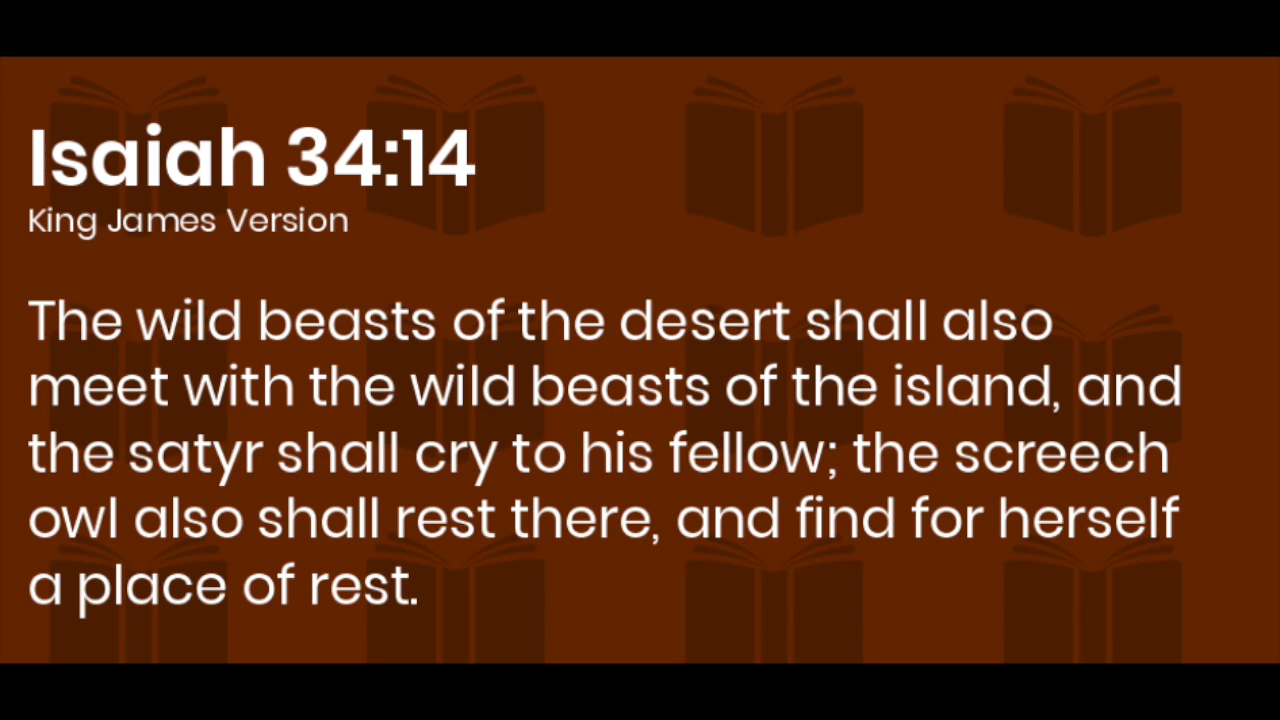 Isaiah 34:14
King James Version
The wild beasts of the desert shall also
meet with the wild beasts of the island, and
the satyr shall cry to his fellow; the screech
owl also shall rest there, and find for herself
a place of rest.